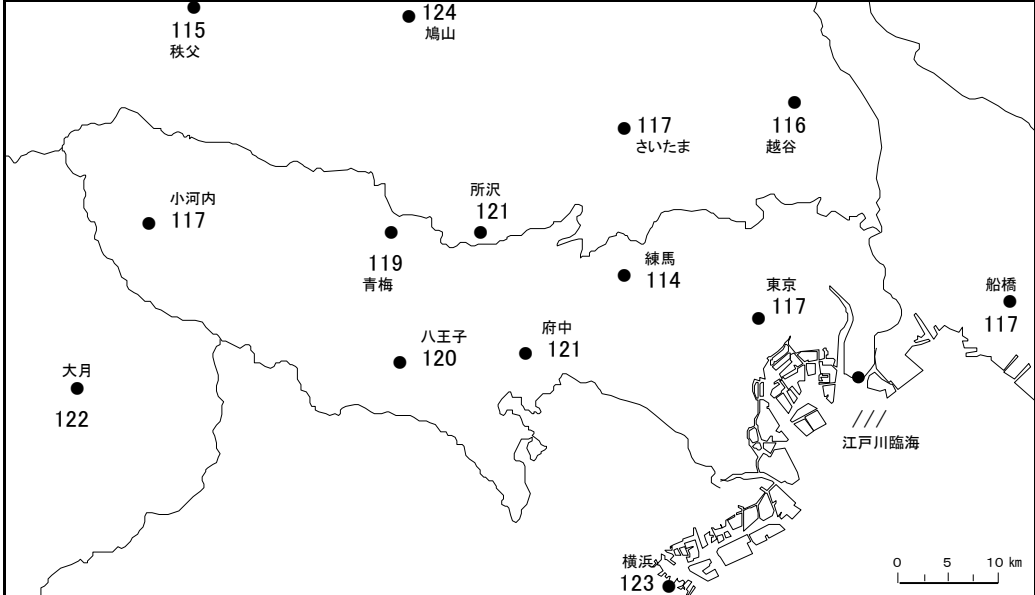 124
115
鳩山
秩父
117
116
さいたま
越谷
所沢
小河内
121
117
119
練馬
青梅
114
東京
船橋
117
117
府中
八王子
121
120
大月
122
///
江戸川臨海
横浜
123
0 5 10 km